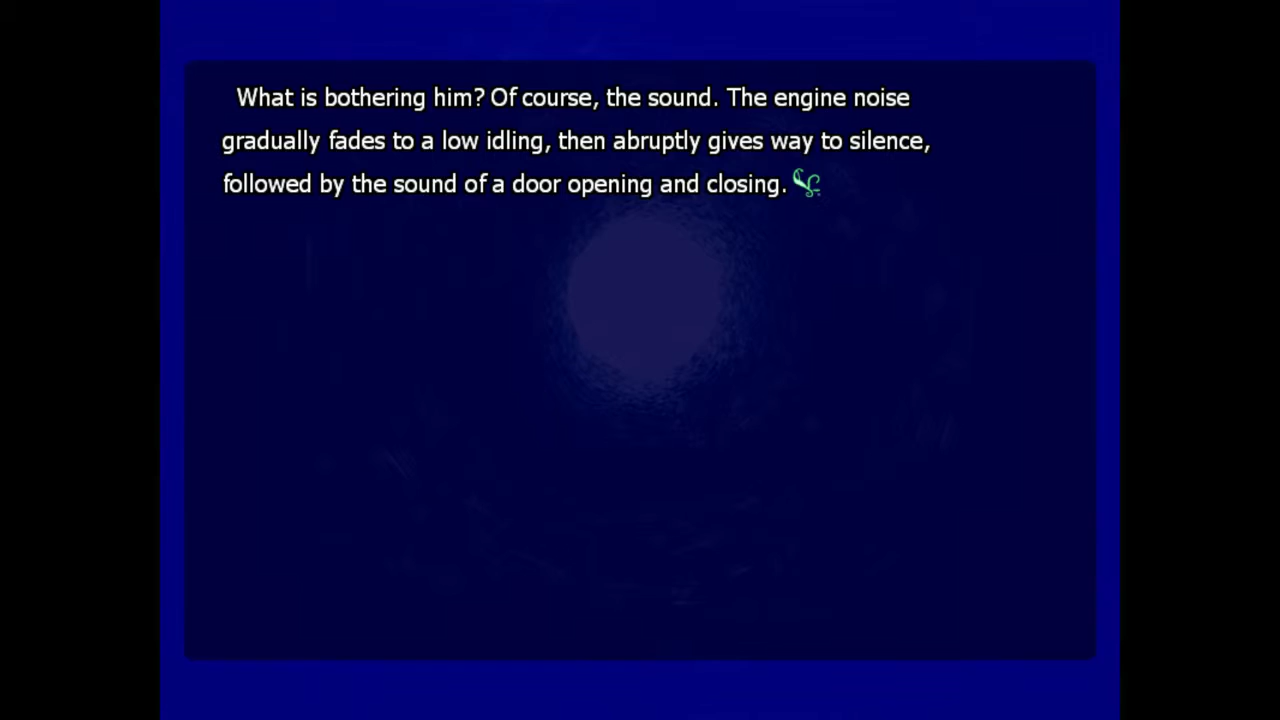 What is bothering him? Of course, the sound. The engine noise
gradually fades to a low idling, then abruptly gives way to silence,
followed by the sound of a door opening and closing.